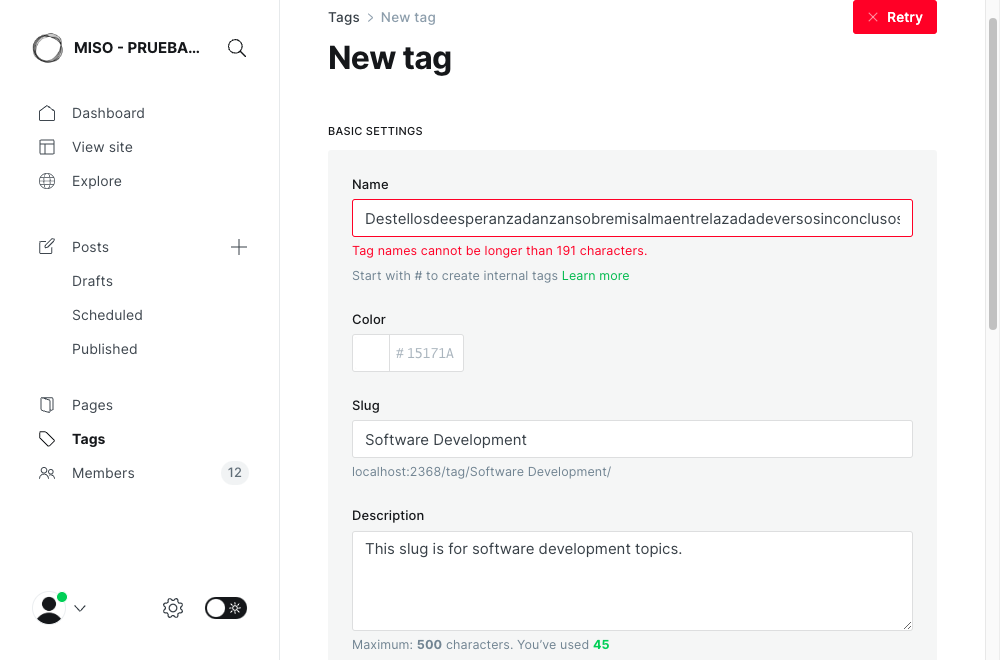 MISO - PRUEBA...
Dashboard
View site
Explore
Posts
Drafts
Scheduled
Published
Pages
Tags
Members 12
Tags > New tag
Retry
New tag
BASIC SETTINGS
Name
Destellosdeesperanzadanzansobremisalmaentrelazadadeversosinconclusos
Tag names cannot be longer than 191 characters.
Start with # to create internal tags Learn more
Color
# 15171A
Slug
Software Development
localhost:2368/tag/Software Development/
Description
This slug is for software development topics.
Maximum: 500 characters. You’ve used 45